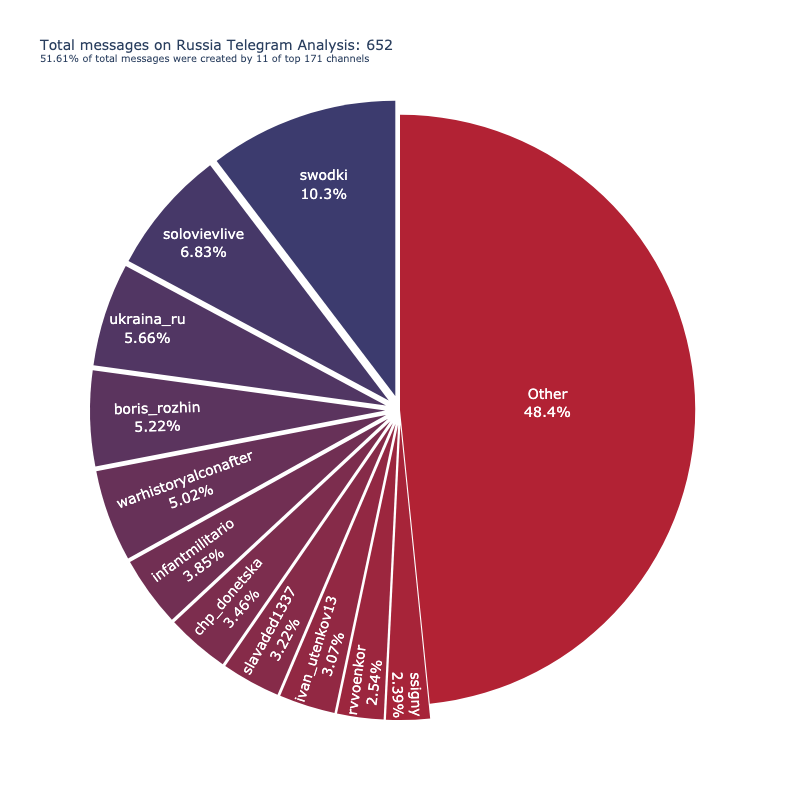 Total messages on Russia Telegram Analysis: 652
51.61% of total messages were created by 11 of top 171 channels
swodki
10.3%
solovievlive
6.83%
ukraina_ru
5.66%
boris_rozhin
5.22%
warhistoryalconafter
5.02%
infantmilitario
3.85%
chp_donetska
3.46%
slavaded1337
3.22%
ivan_utenkov13
3.07%
rvvoenkor
2.54%
ssigny
2.39%
Other
48.4%